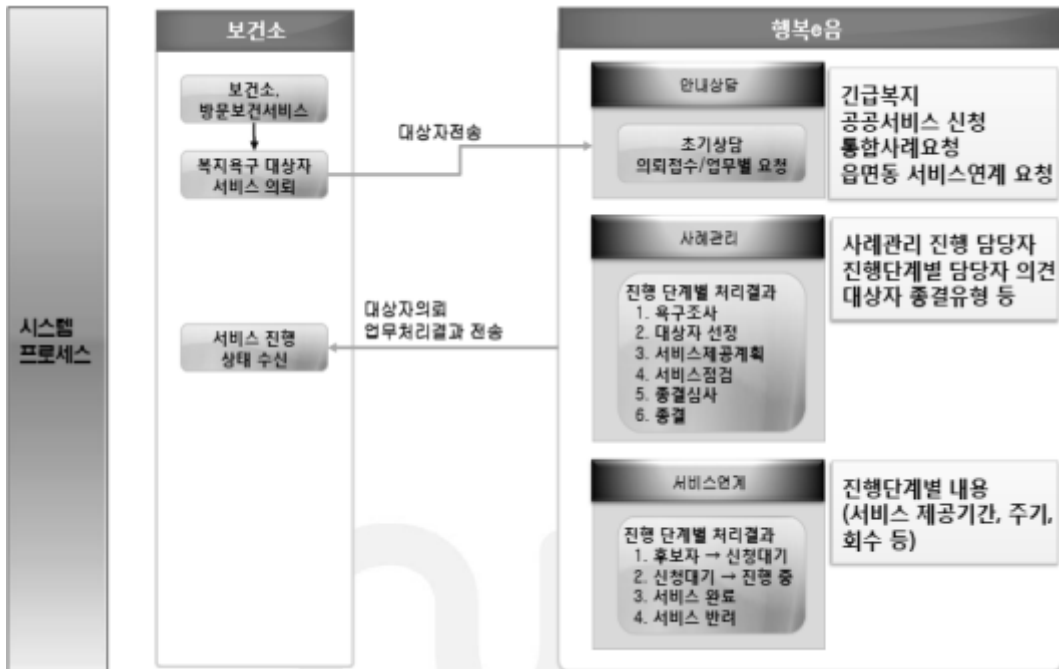 시스템
프로세스
보건소
보건소,
방문보건서비스
복지욕구 대상자
서비스 의뢰
서비스 진행
상태 수신
대상자전송
대상자의뢰
업무처리결과 전송
행복e음
안내상담
초기상담
의뢰접수/업무별 요청
긴급복지
공공서비스 신청
통합사례요청
읍면동 서비스연계 요청
사례관리
진행 단계별 처리결과
1. 욕구조사
2. 대상자 선정
3. 서비스제공계획
4. 서비스점검
5. 종결심사
6. 종결
사례관리 진행 담당자
진행단계별 담당자 의견
대상자 종결유형 등
서비스연계
진행 단계별 처리결과
1. 후보자 → 신청대기
2. 신청대기 → 진행 중
3. 서비스 완료
4. 서비스 반려
진행단계별 내용
(서비스 제공기간, 주기,
회수 등)